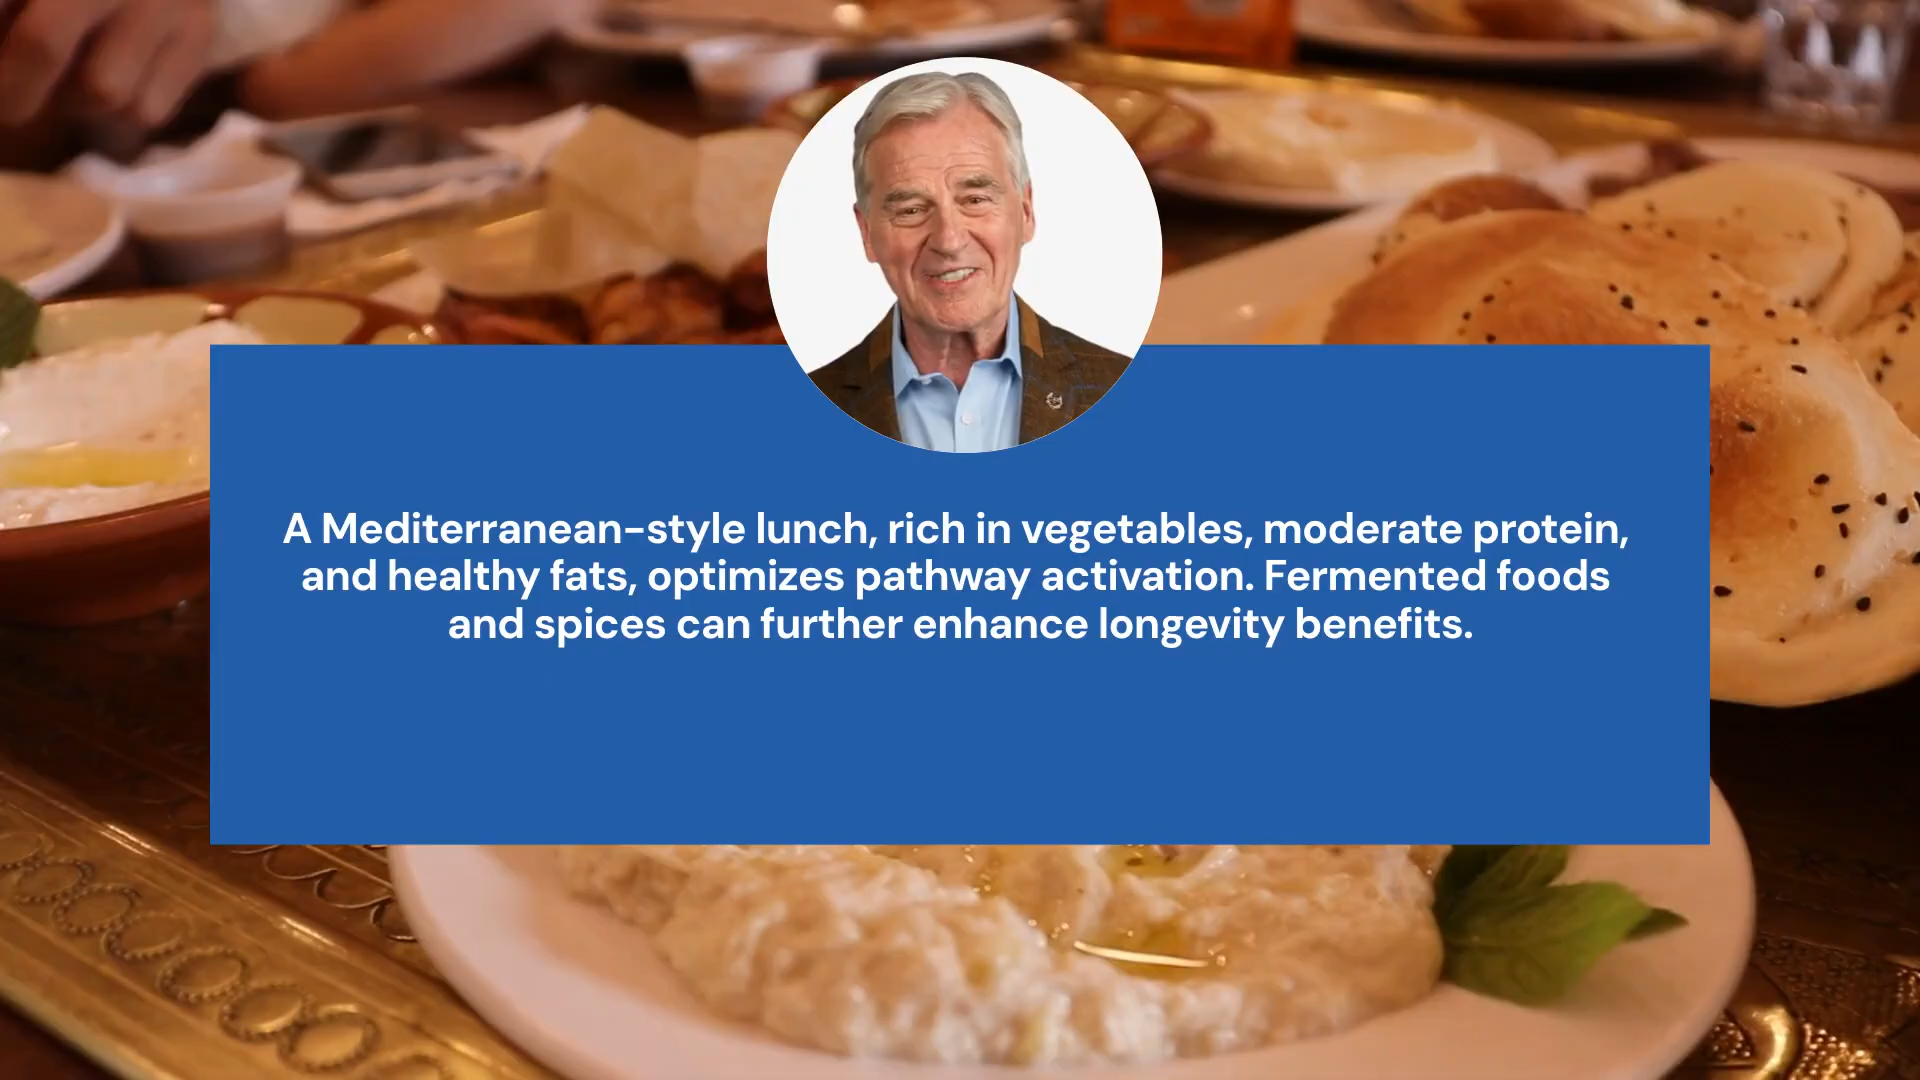 A Mediterranean-style lunch, rich in vegetables, moderate protein,
and healthy fats, optimizes pathway activation. Fermented foods
and spices can further enhance longevity benefits.